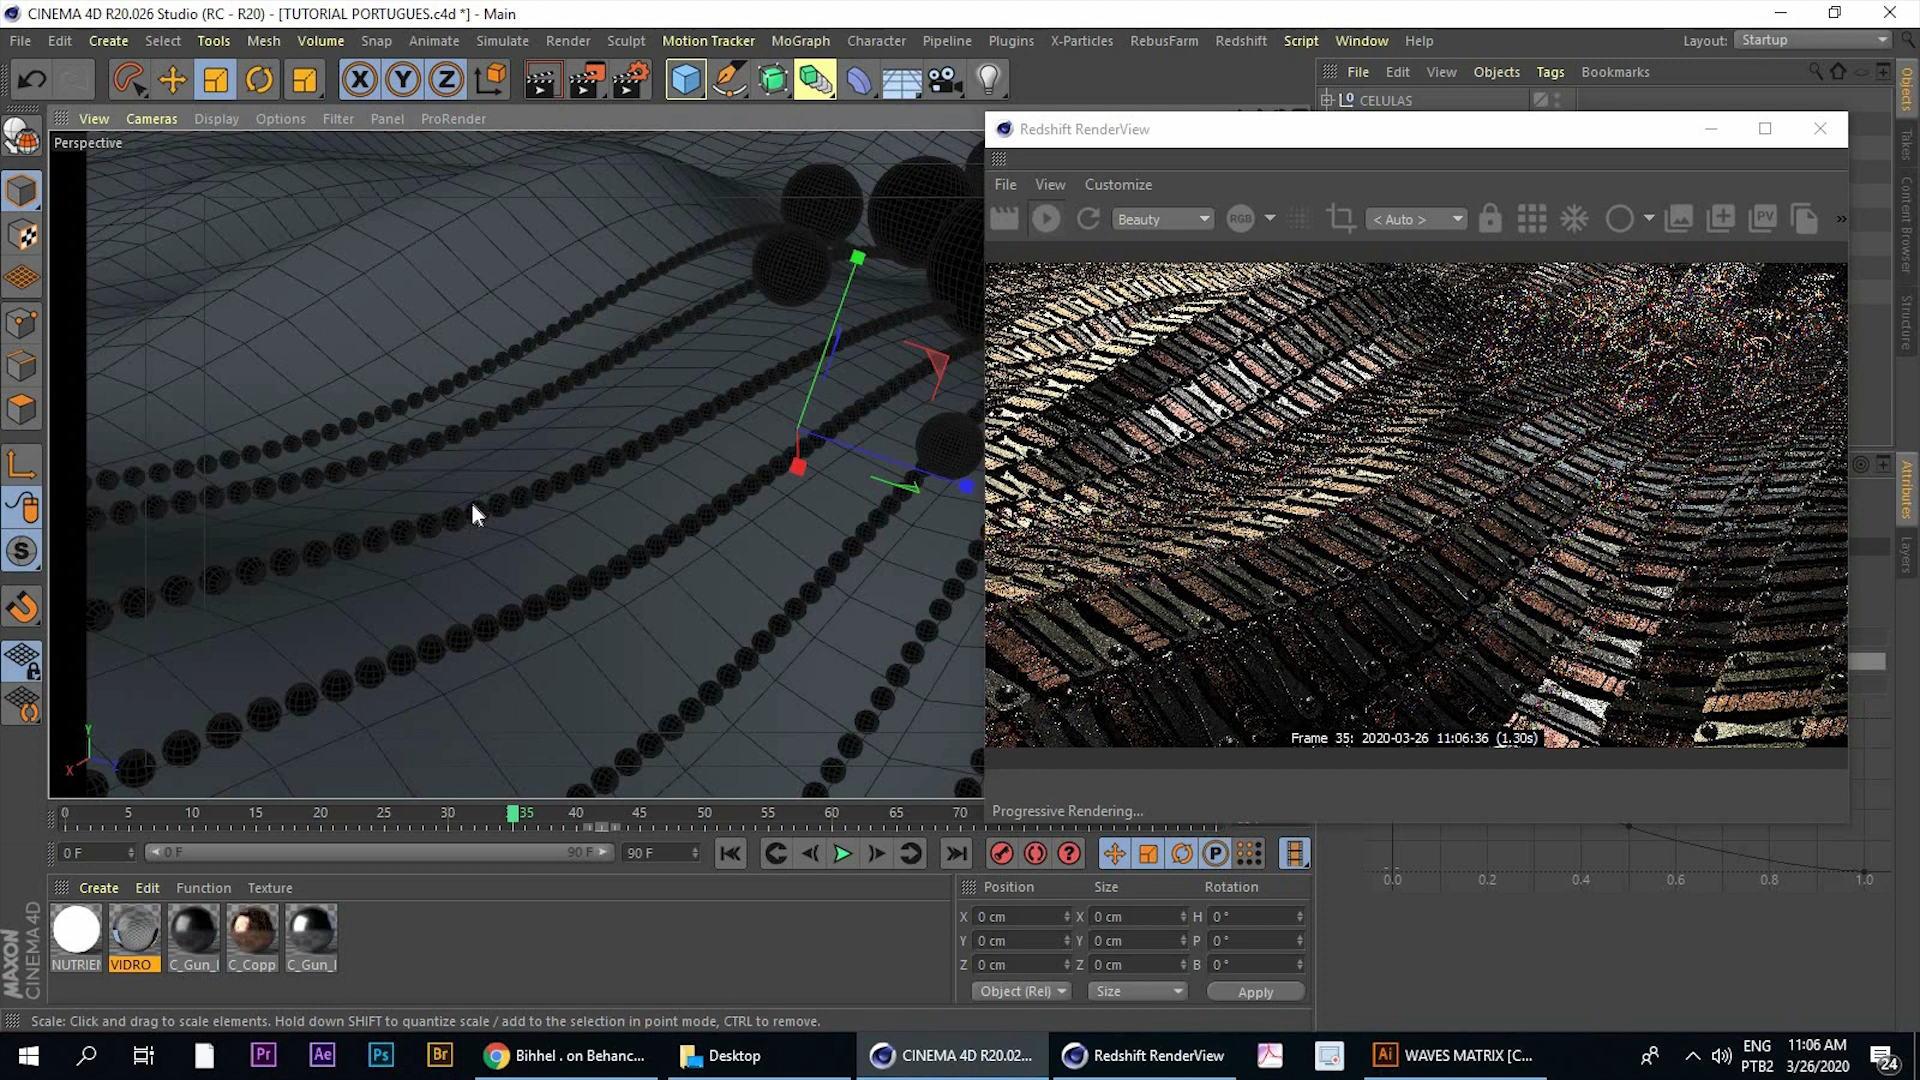 CINEMA 4D R20.026 Studio (RC - R20) - [TUTORIAL PORTUGUES.c4d *] - Main
File Edit Create Select Tools Mesh Volume Snap Animate Simulate Render Sculpt Motion Tracker MoGraph Character Pipeline Plugins X-Particles RebusFarm Redshift Script Window Help Layout: Startup
X Y Z
File Edit View Objects Tags Bookmarks
CELULAS
View Cameras Display Options Filter Panel ProRender
Perspective
Redshift RenderView
File View Customize
Beauty RGB < Auto > PV »
Objects
Takes
Content Browser
Structure
Attributes
Layers
S
Y
X
Frame 35: 2020-03-26 11:06:36 (1.30s)
Progressive Rendering...
0 5 10 15 20 25 30 35 40 45 50 55 60 65 70
0 F 0 F 90 F 90 F
P
0.0 0.2 0.4 0.6 0.8 1.0
Create Edit Function Texture
Position Size Rotation
X 0 cm X 0 cm H 0 °
Y 0 cm Y 0 cm P 0 °
Z 0 cm Z 0 cm B 0 °
Object (Rel) Size Apply
NUTRIEN VIDRO C_Gun_I C_Copp C_Gun_I
MAXON
CINEMA 4D
Scale: Click and drag to scale elements. Hold down SHIFT to quantize scale / add to the selection in point mode, CTRL to remove.
Pr Ae Ps Br Bihhel . on Behanc... Desktop CINEMA 4D R20.02... Redshift RenderView Ai WAVES MATRIX [C...
ENG 11:06 AM
PTB2 3/26/2020 24